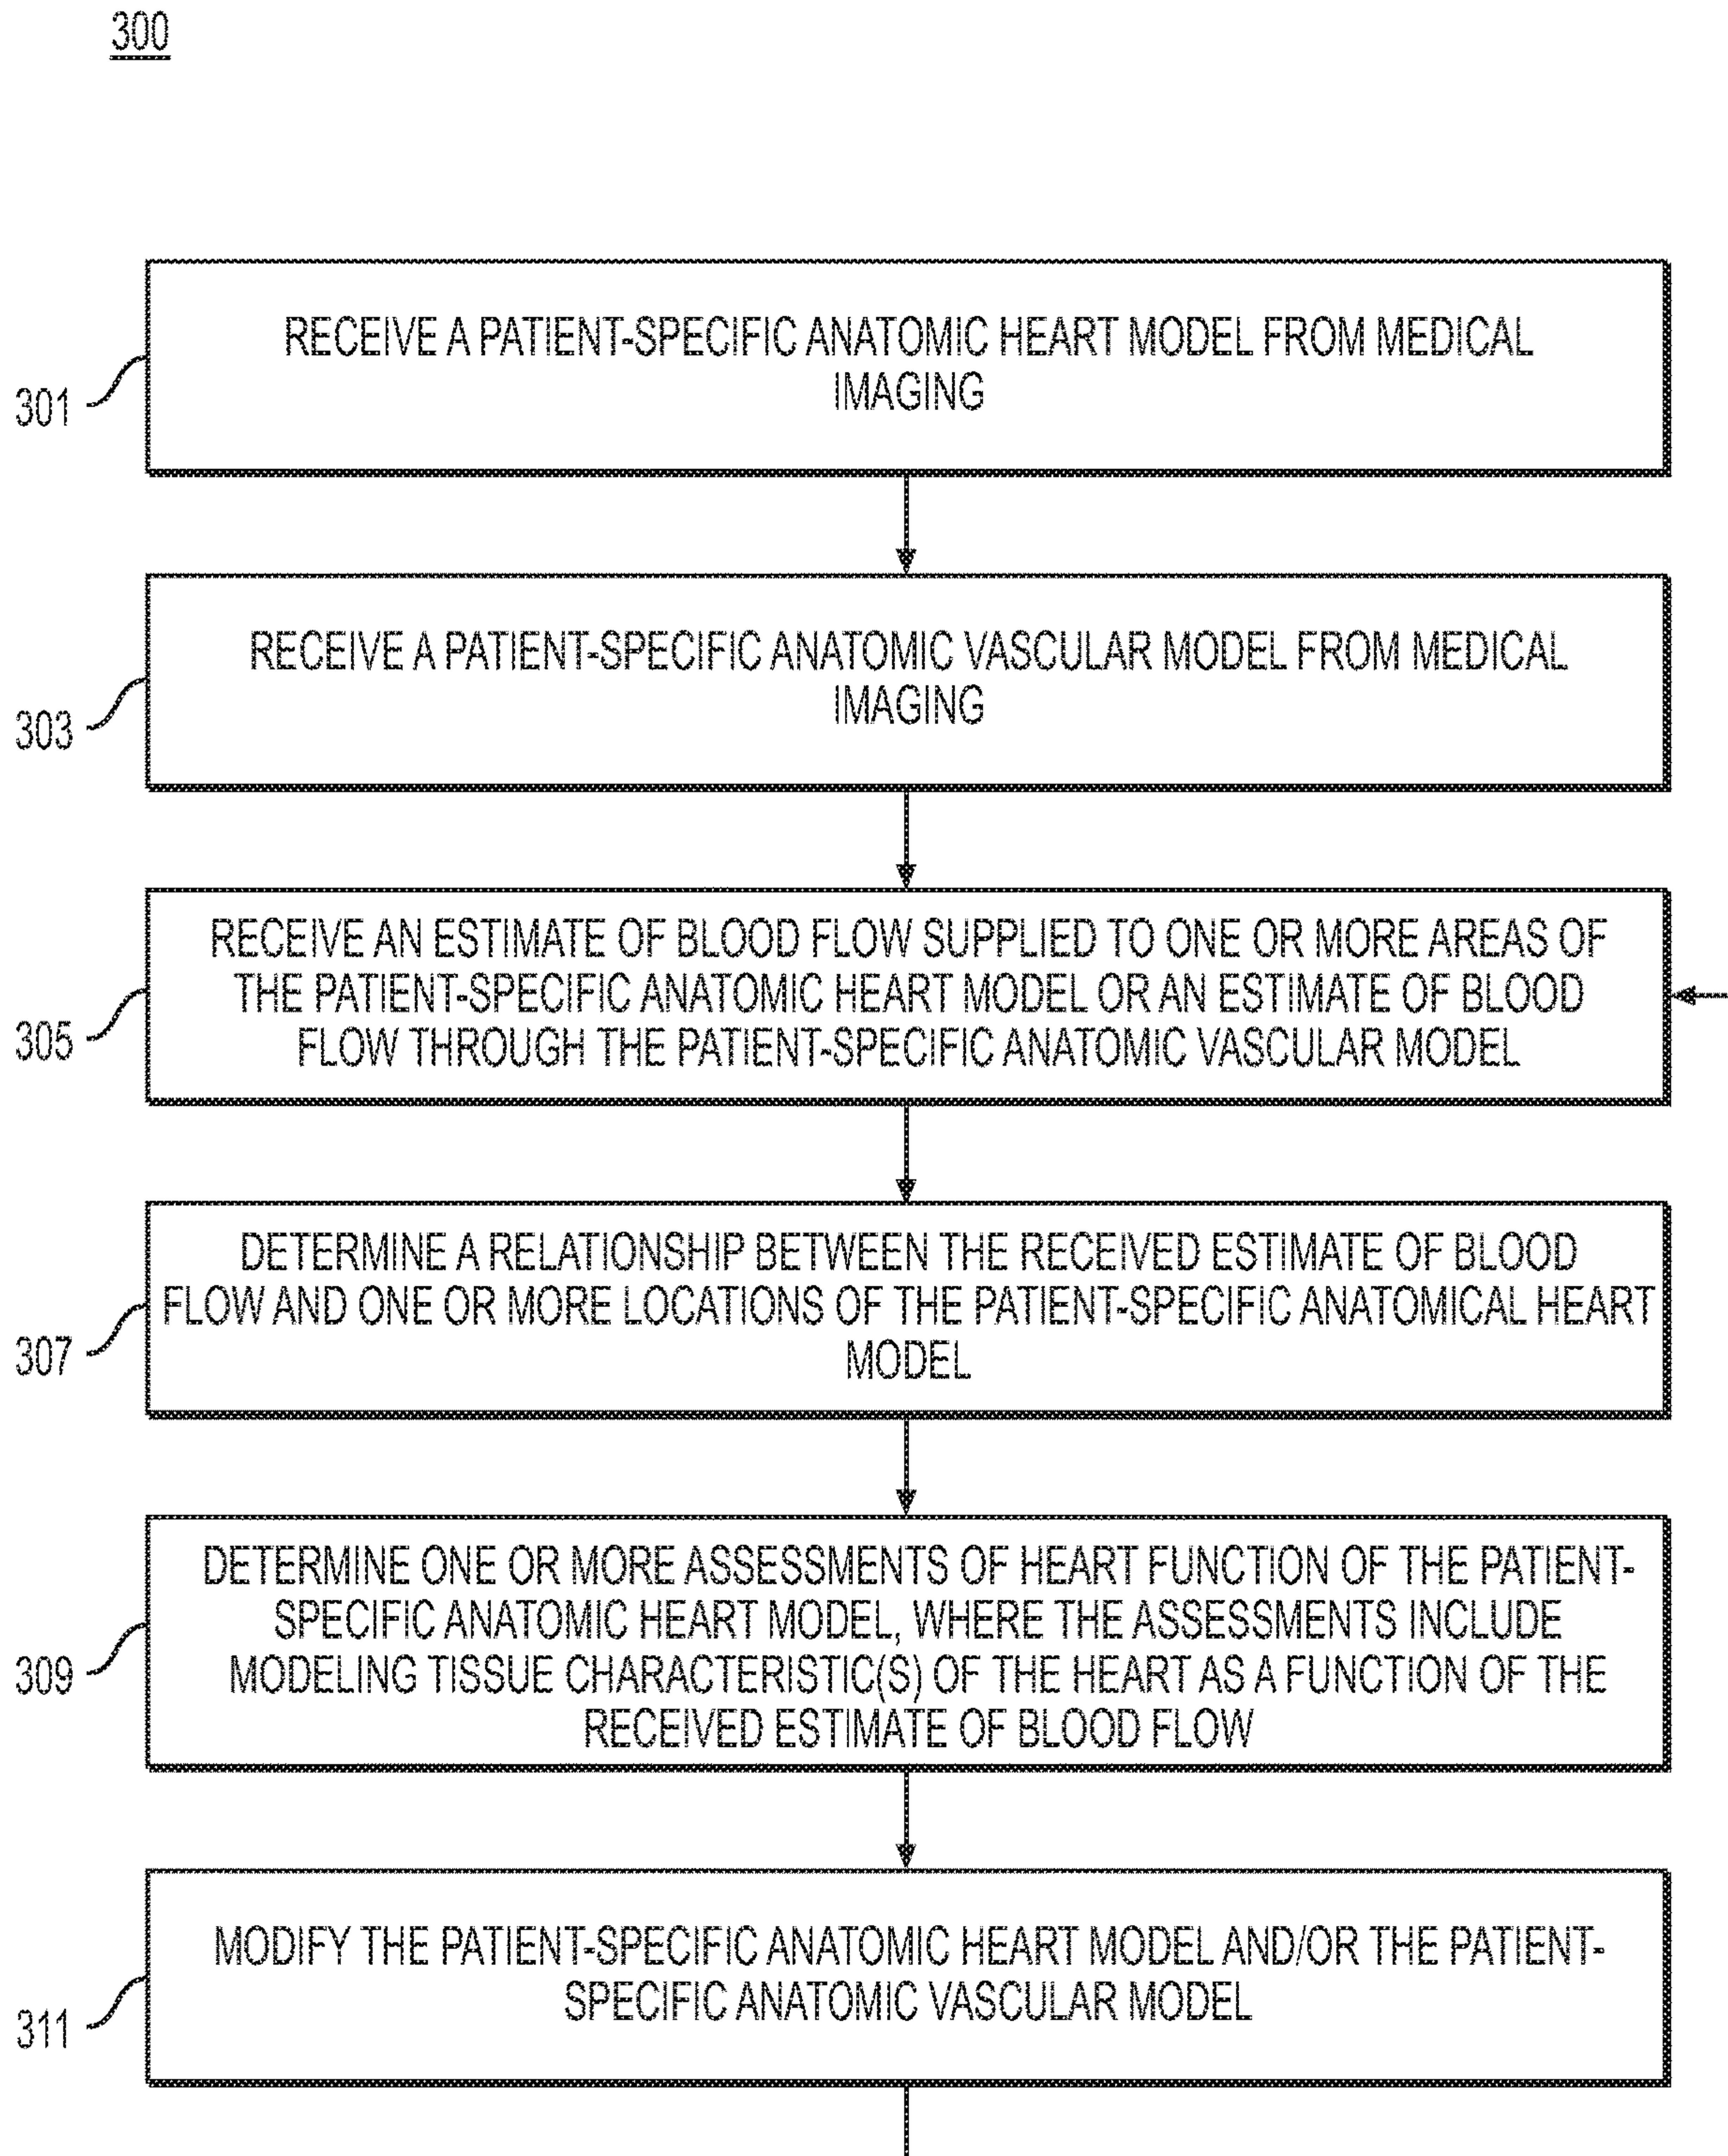 300
RECEIVE A PATIENT-SPECIFIC ANATOMIC HEART MODEL FROM MEDICAL
IMAGING
301
RECEIVE A PATIENT-SPECIFIC ANATOMIC VASCULAR MODEL FROM MEDICAL
IMAGING
303
RECEIVE AN ESTIMATE OF BLOOD FLOW SUPPLIED TO ONE OR MORE AREAS OF
THE PATIENT-SPECIFIC ANATOMIC HEART MODEL OR AN ESTIMATE OF BLOOD
FLOW THROUGH THE PATIENT-SPECIFIC ANATOMIC VASCULAR MODEL
305
DETERMINE A RELATIONSHIP BETWEEN THE RECEIVED ESTIMATE OF BLOOD
FLOW AND ONE OR MORE LOCATIONS OF THE PATIENT-SPECIFIC ANATOMICAL HEART
MODEL
307
DETERMINE ONE OR MORE ASSESSMENTS OF HEART FUNCTION OF THE PATIENT-
SPECIFIC ANATOMIC HEART MODEL, WHERE THE ASSESSMENTS INCLUDE
MODELING TISSUE CHARACTERISTIC(S) OF THE HEART AS A FUNCTION OF THE
RECEIVED ESTIMATE OF BLOOD FLOW
309
MODIFY THE PATIENT-SPECIFIC ANATOMIC HEART MODEL AND/OR THE PATIENT-
SPECIFIC ANATOMIC VASCULAR MODEL
311